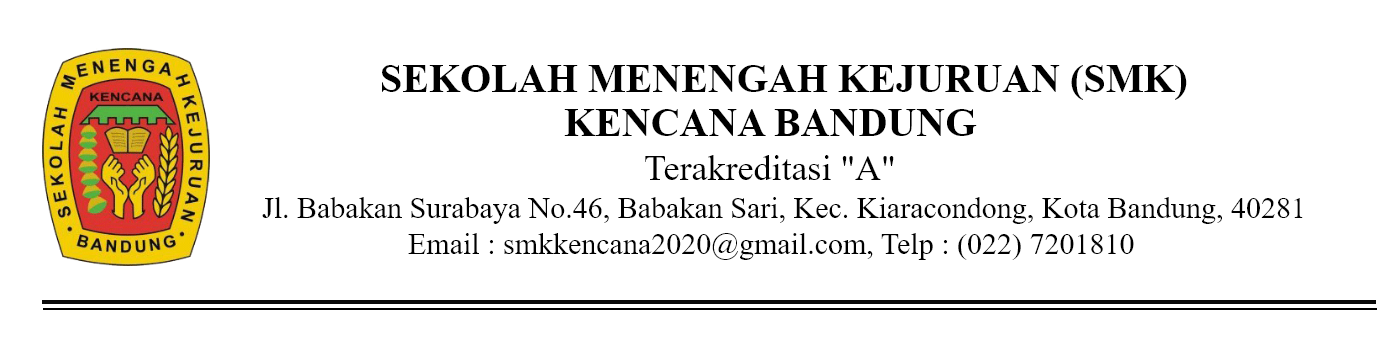 SEKOLAH MENENGAH KEJURUAN
KENCANA
BANDUNG
SEKOLAH MENENGAH KEJURUAN (SMK)
KENCANA BANDUNG
Terakreditasi "A"
Jl. Babakan Surabaya No.46, Babakan Sari, Kec. Kiaracondong, Kota Bandung, 40281
Email : smkkencana2020@gmail.com, Telp : (022) 7201810